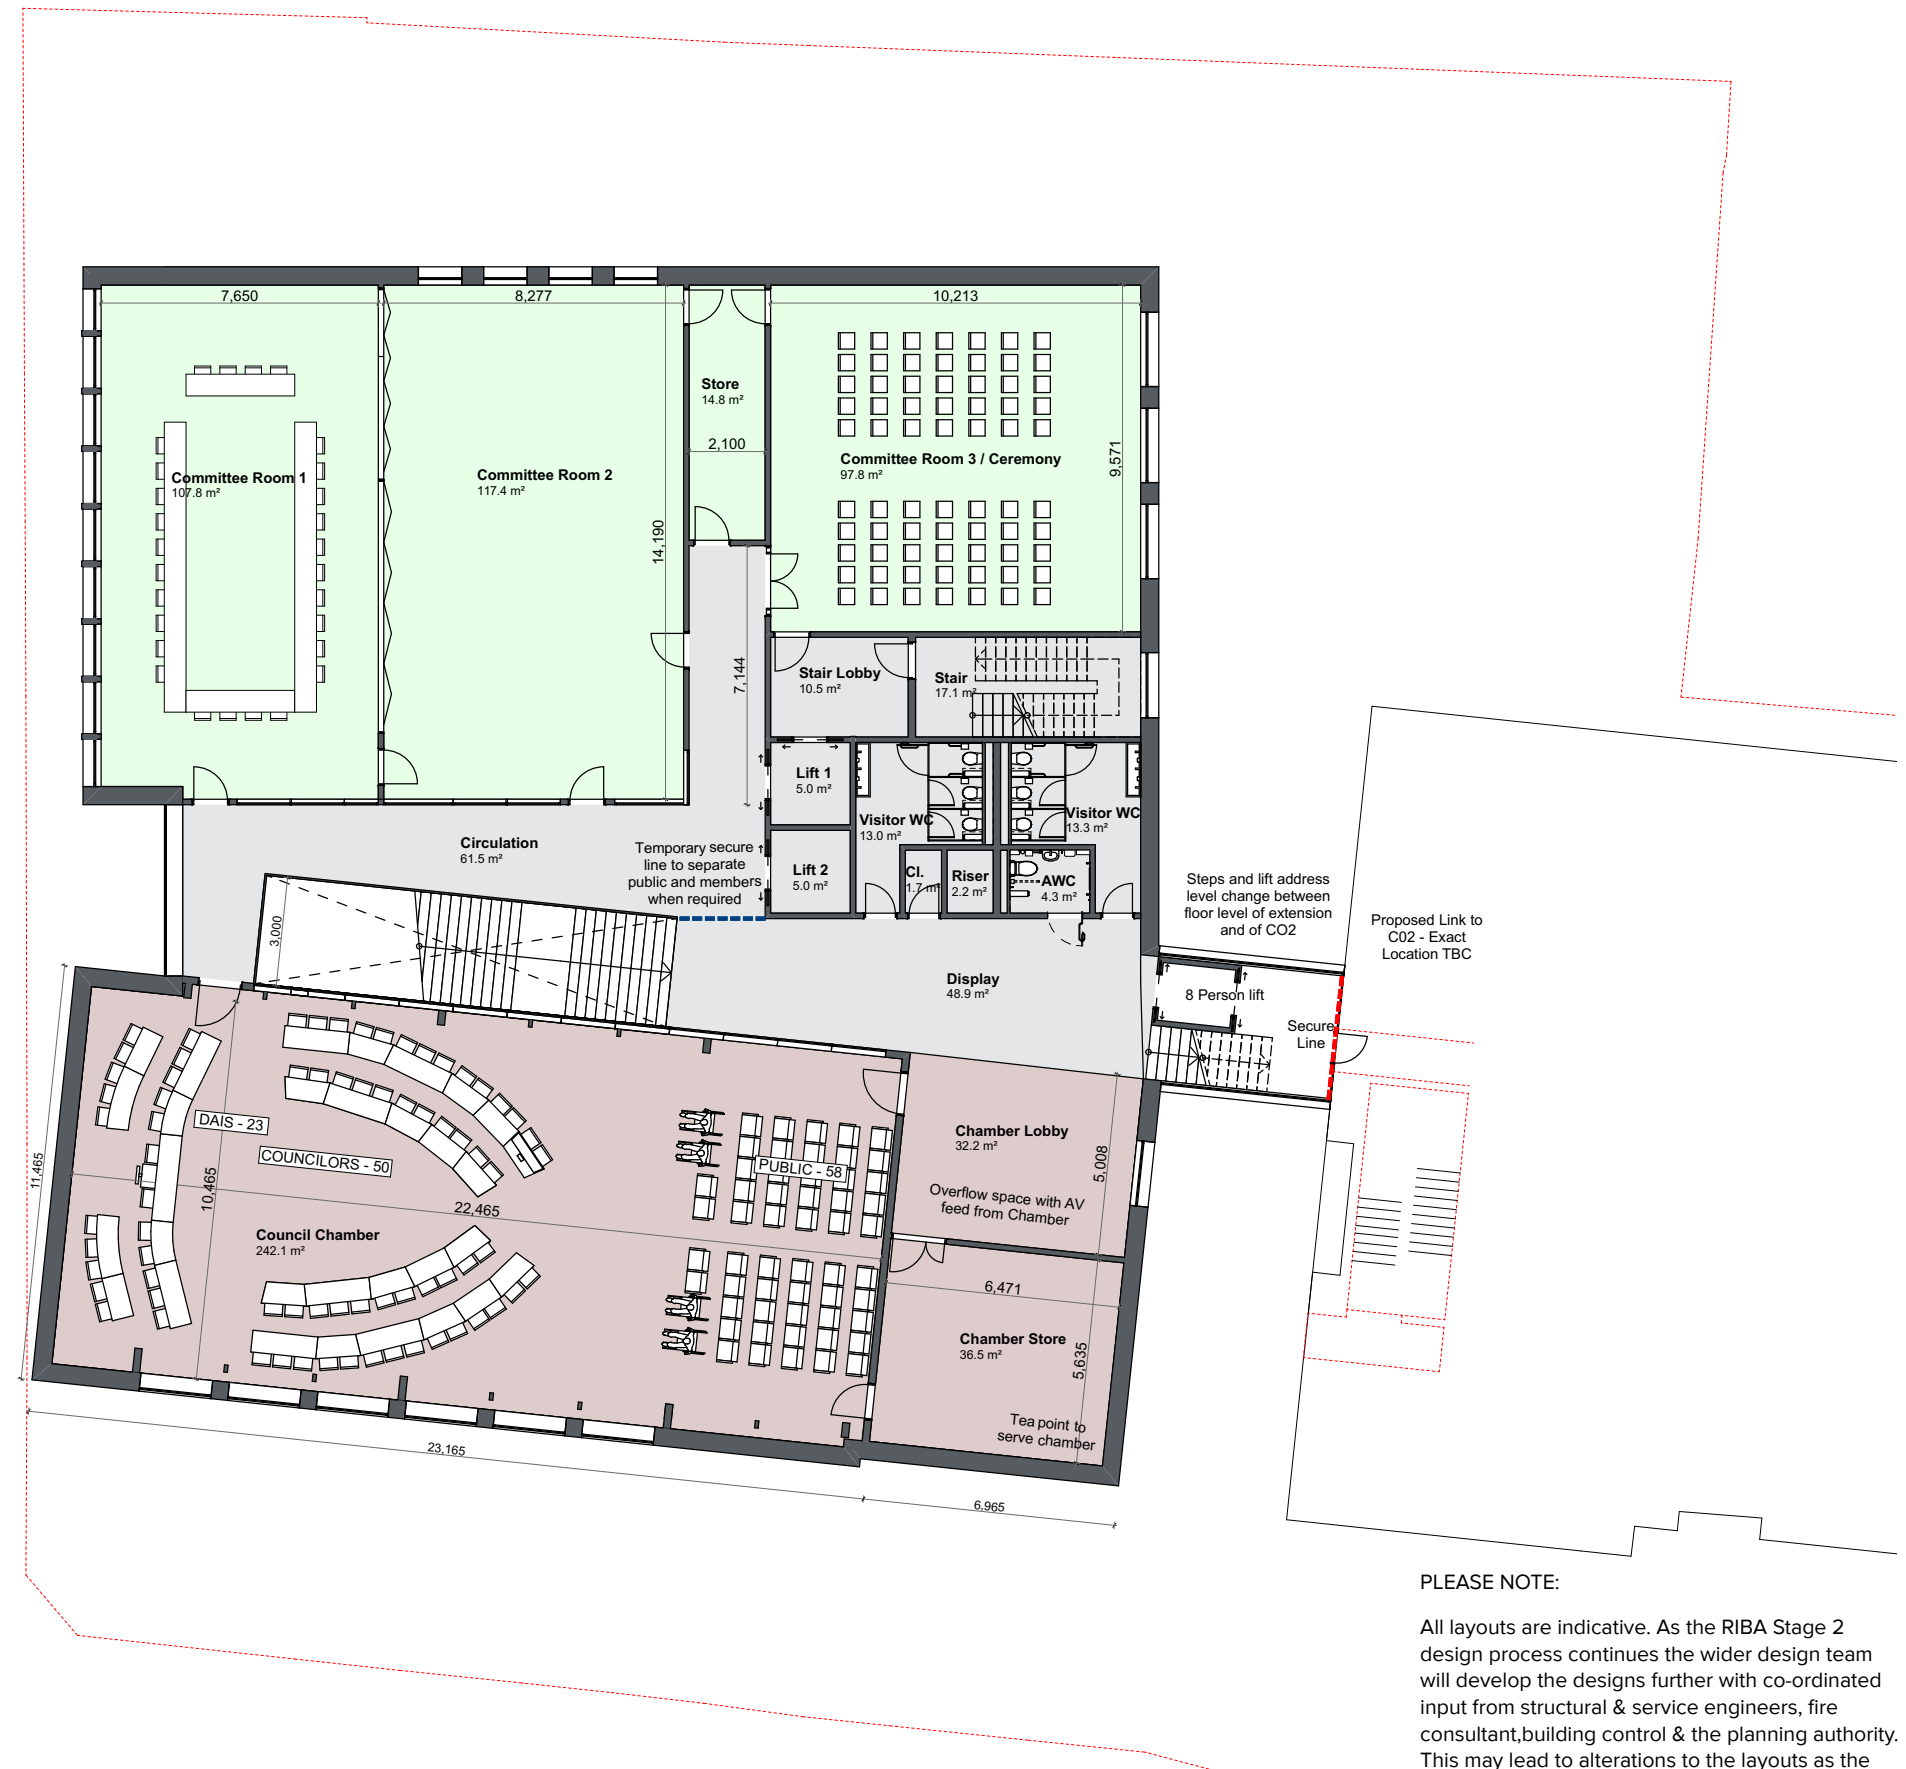 7,650
8,277
10,213
Store
14.8 m²
2,100
Committee Room 1
107.8 m²
Committee Room 2
117.4 m²
Committee Room 3 / Ceremony
97.8 m²
9,571
14,190
7,144
Stair Lobby
10.5 m²
Stair
17.1 m²
Lift 1
5.0 m²
Visitor WC
13.0 m²
Visitor WC
13.3 m²
Circulation
61.5 m²
Temporary secure
line to separate
public and members
when required
Lift 2
5.0 m²
Cl.
1.7 m²
Riser
2.2 m²
AWC
4.3 m²
Steps and lift address
level change between
floor level of extension
and of CO2
Proposed Link to
C02 - Exact
Location TBC
3,000
Display
48.9 m²
8 Person lift
Secure
Line
DAIS - 23
COUNCILORS - 50
PUBLIC - 58
Chamber Lobby
32.2 m²
5,008
11,465
10,465
22,465
Overflow space with AV
feed from Chamber
Council Chamber
242.1 m²
6,471
Chamber Store
36.5 m²
5,635
Tea point to
serve chamber
23,165
6,965
PLEASE NOTE:
All layouts are indicative. As the RIBA Stage 2
design process continues the wider design team
will develop the designs further with co-ordinated
input from structural & service engineers, fire
consultant,building control & the planning authority.
This may lead to alterations to the layouts as the